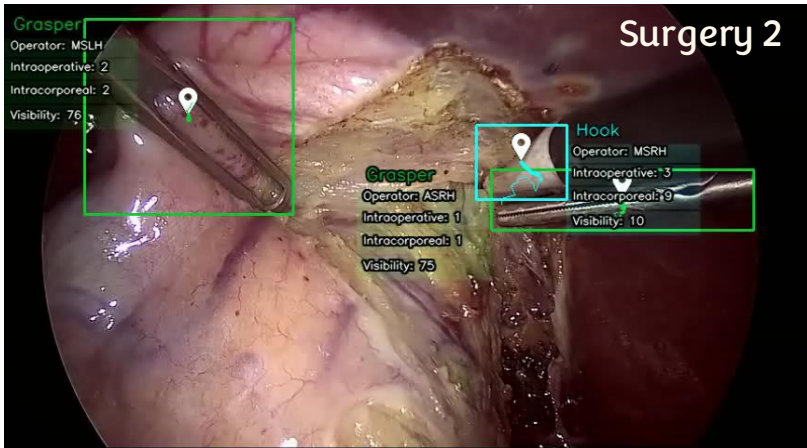 Surgery 2
Grasper
Operator: MSLH
Intraoperative: 2
Intracorporeal: 2
Visibility: 76
Hook
Operator: MSRH
Intraoperative: 3
Intracorporeal: 9
Visibility: 10
Grasper
Operator: ASRH
Intraoperative: 1
Intracorporeal: 1
Visibility: 75